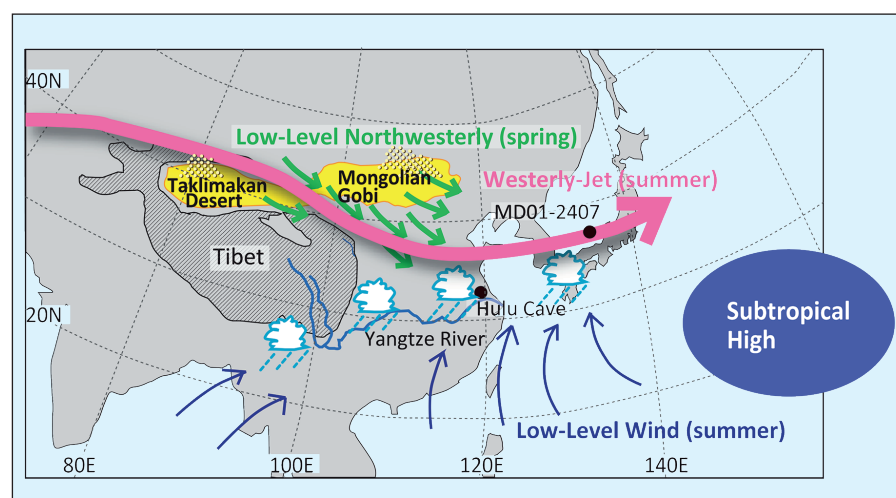 40N
Low-Level Northwesterly (spring)
Taklimakan
Desert
Mongolian
Gobi
Westerly-Jet (summer)
MD01-2407
Tibet
Subtropical
High
20N
Hulu Cave
Yangtze River
Low-Level Wind (summer)
80E
100E
120E
140E